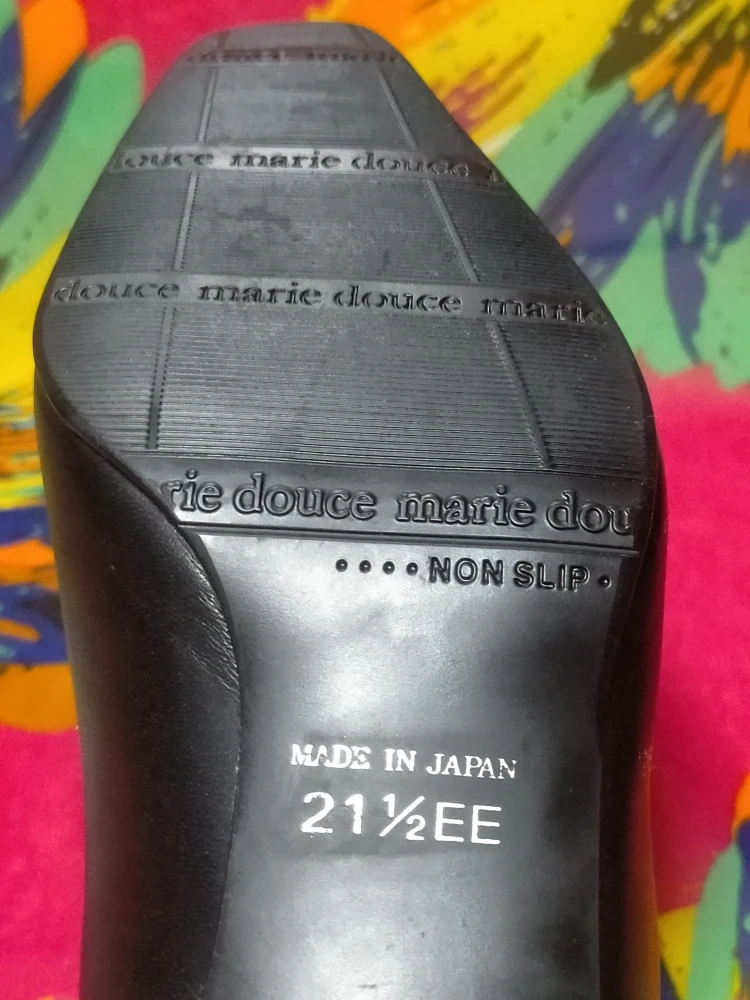 douce marie douce
douce marie douce marie
rie douce marie dou
••••NON SLIP•
MADE IN JAPAN
21½EE